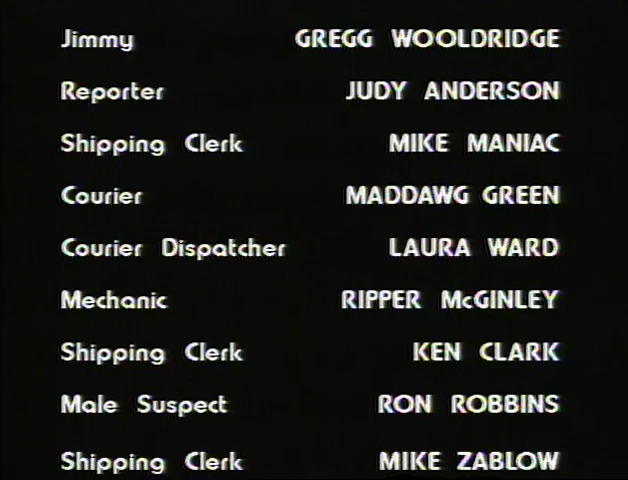 Jimmy GREGG WOOLDRIDGE
Reporter JUDY ANDERSON
Shipping Clerk MIKE MANIAC
Courier MADDAWG GREEN
Courier Dispatcher LAURA WARD
Mechanic RIPPER McGINLEY
Shipping Clerk KEN CLARK
Male Suspect RON ROBBINS
Shipping Clerk MIKE ZABLOW